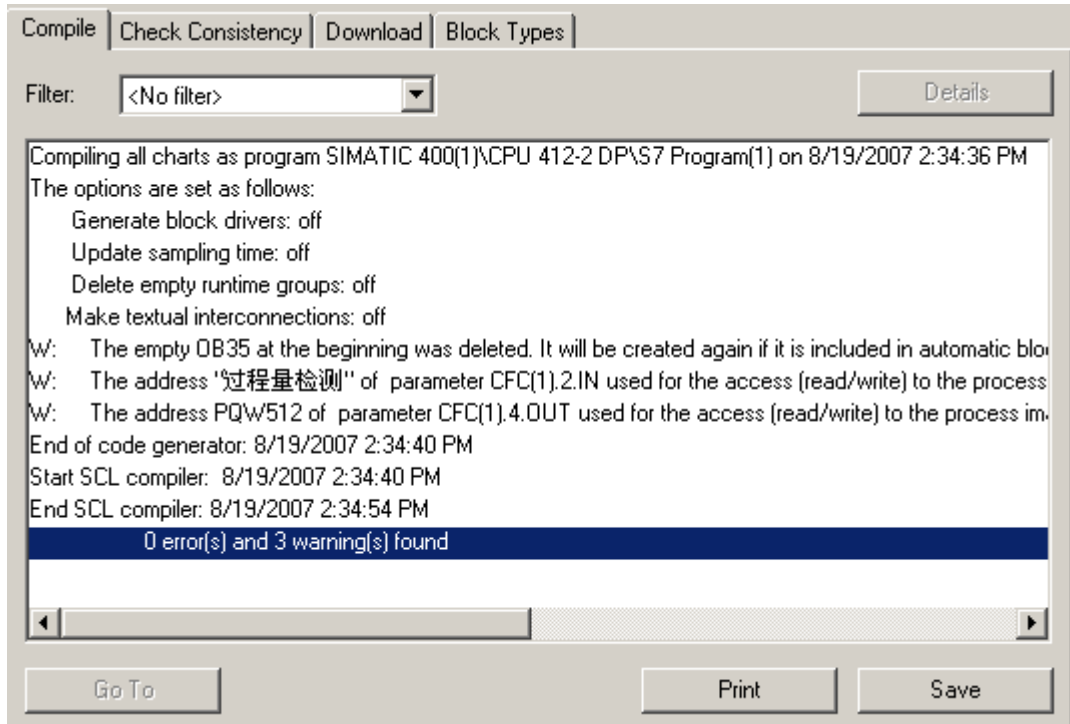 Compile Check Consistency Download Block Types
Filter: <No filter> Details
Compiling all charts as program SIMATIC 400(1)\CPU 412-2 DP\S7 Program(1) on 8/19/2007 2:34:36 PM
The options are set as follows:
Generate block drivers: off
Update sampling time: off
Delete empty runtime groups: off
Make textual interconnections: off
W: The empty OB35 at the beginning was deleted. It will be created again if it is included in automatic
W: The address "过程量检测" of parameter CFC(1).2.IN used for the access (read/write) to the process
W: The address PQW512 of parameter CFC(1).4.OUT used for the access (read/write) to the process
End of code generator: 8/19/2007 2:34:40 PM
Start SCL compiler: 8/19/2007 2:34:40 PM
End SCL compiler: 8/19/2007 2:34:54 PM
0 error(s) and 3 warning(s) found
Go To Print Save